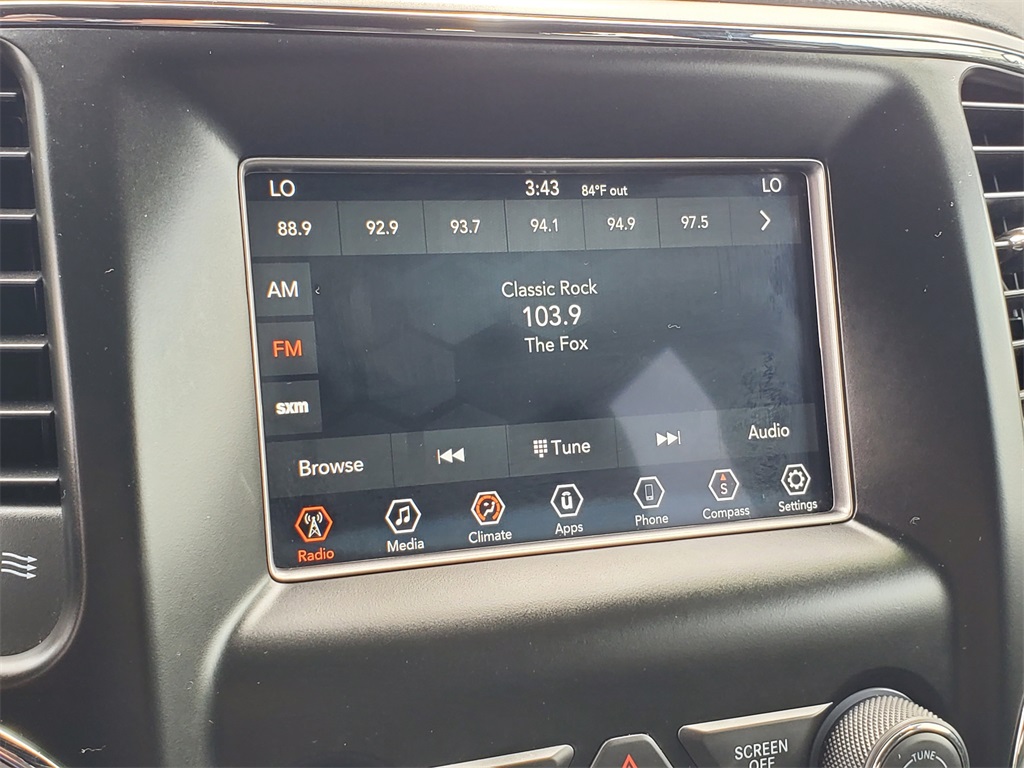 LO 3:43 84°F out LO
88.9 92.9 93.7 94.1 94.9 97.5
AM
FM
sxm
Classic Rock
103.9
The Fox
Browse Tune Audio
Radio Media Climate Apps Phone Compass Settings
ū S
SCREEN
OFF
TUNE